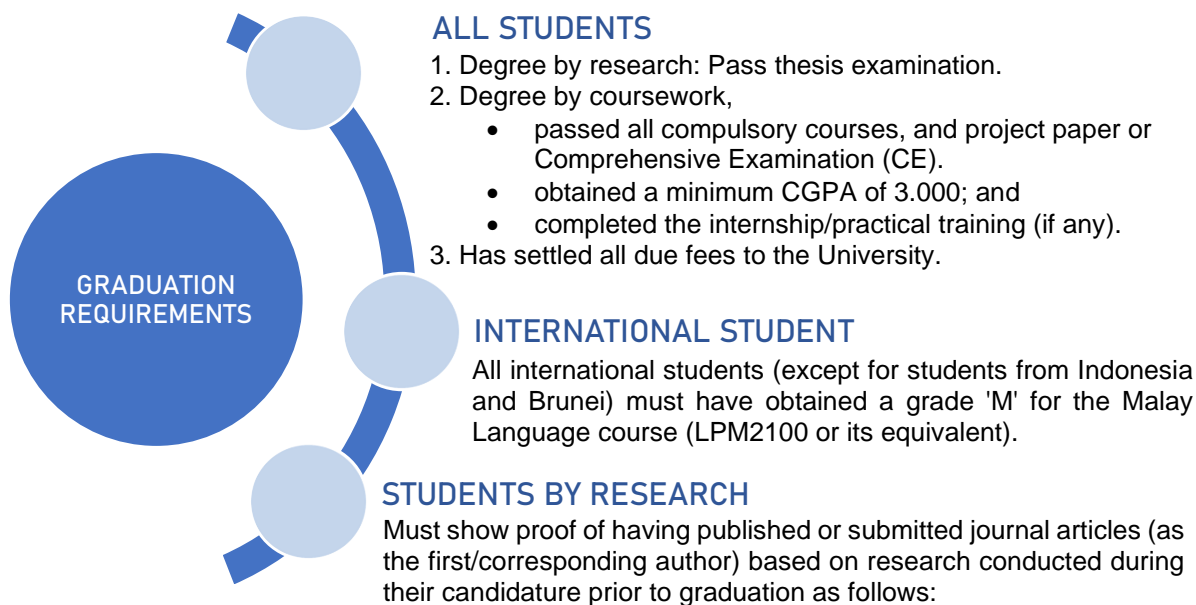 GRADUATION
REQUIREMENTS
ALL STUDENTS
1. Degree by research: Pass thesis examination.
2. Degree by coursework,
• passed all compulsory courses, and project paper or
Comprehensive Examination (CE).
• obtained a minimum CGPA of 3.000; and
• completed the internship/practical training (if any).
3. Has settled all due fees to the University.
INTERNATIONAL STUDENT
All international students (except for students from Indonesia
and Brunei) must have obtained a grade 'M' for the Malay
Language course (LPM2100 or its equivalent).
STUDENTS BY RESEARCH
Must show proof of having published or submitted journal articles (as
the first/corresponding author) based on research conducted during
their candidature prior to graduation as follows: